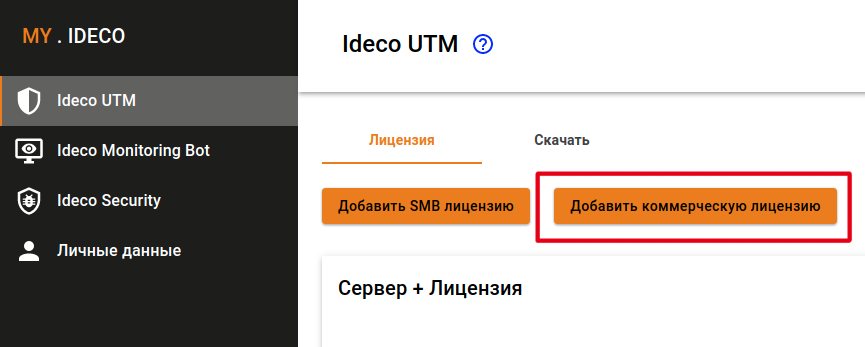 MY . IDECO
Ideco UTM
Ideco Monitoring Bot
Ideco Security
Личные данные
Ideco UTM ?
Лицензия Скачать
Добавить SMB лицензию Добавить коммерческую лицензию
Сервер + Лицензия